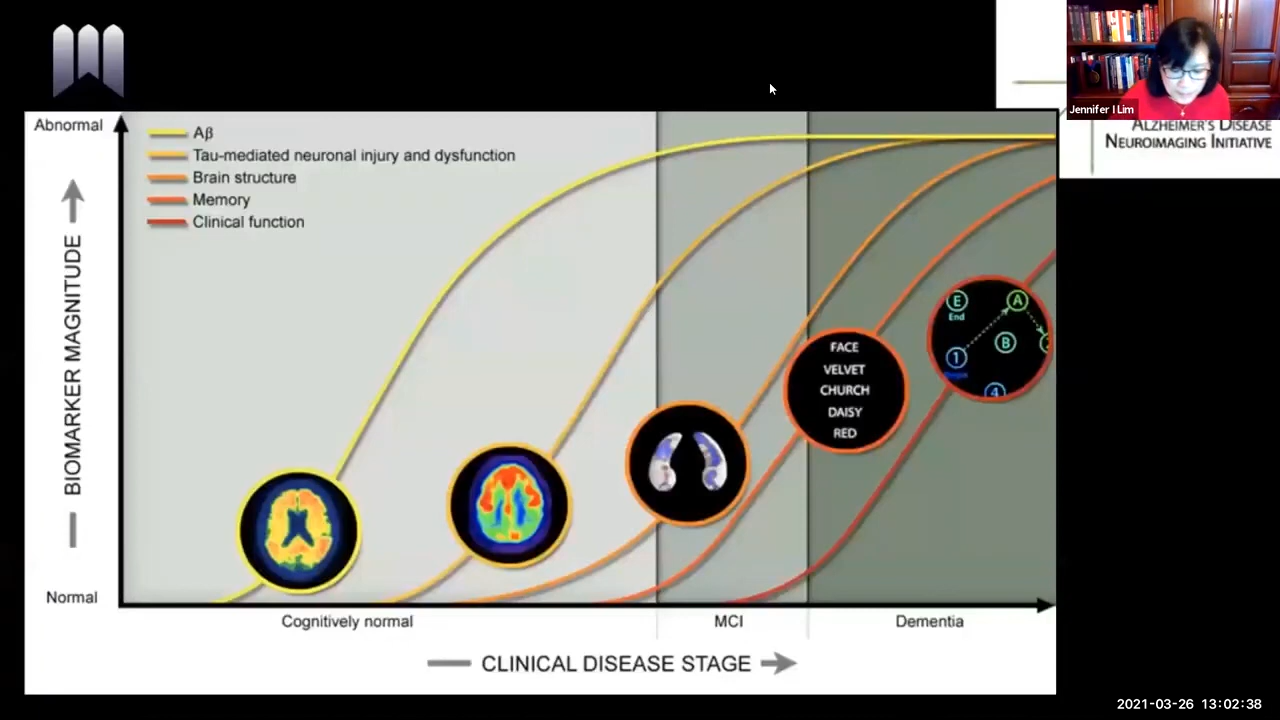 Jennifer I Lim
ALZHEIMER'S DISEASE
NEUROIMAGING INITIATIVE
Abnormal
Aβ
Tau-mediated neuronal injury and dysfunction
Brain structure
Memory
Clinical function
BIOMARKER MAGNITUDE
Normal
E
End
A
1
B
4
FACE
VELVET
CHURCH
DAISY
RED
Cognitively normal
MCI
Dementia
CLINICAL DISEASE STAGE
2021-03-26 13:02:38